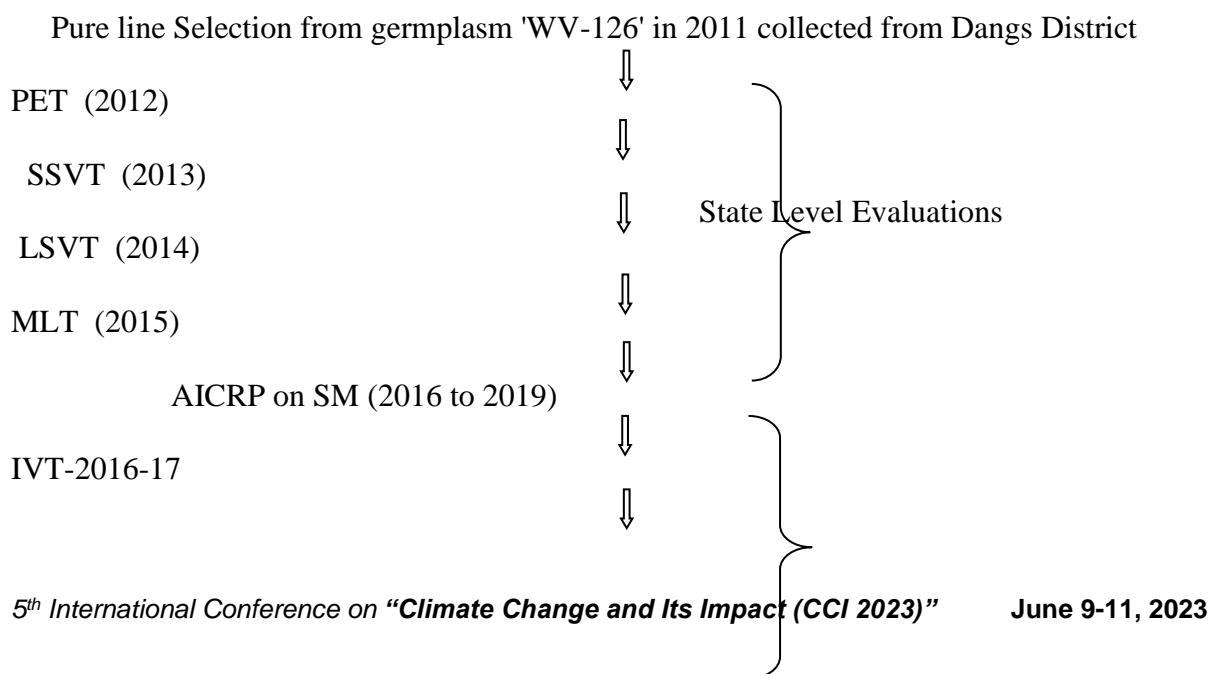 Pure line Selection from germplasm 'WV-126' in 2011 collected from Dangs District
PET (2012)
SSVT (2013)
State Level Evaluations
LSVT (2014)
MLT (2015)
AICRP on SM (2016 to 2019)
IVT-2016-17
5th International Conference on “Climate Change and Its Impact (CCI 2023)” June 9-11, 2023